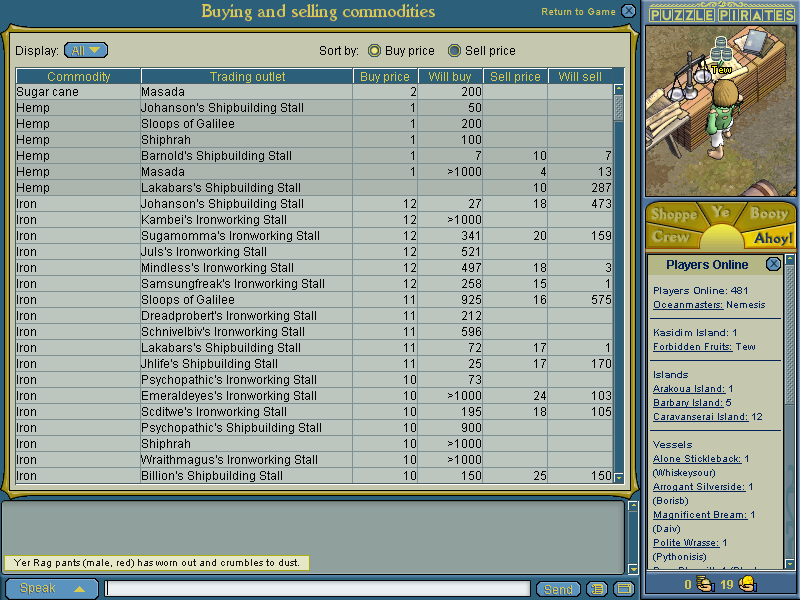 Buying and selling commodities
Return to Game
Display: All
Sort by: Buy price Sell price
Commodity Trading outlet Buy price Will buy Sell price Will sell
Sugar cane Masada 2 200
Hemp Johanson's Shipbuilding Stall 1 50
Hemp Sloops of Galilee 1 200
Hemp Shiphrah 1 100
Hemp Barnold's Shipbuilding Stall 1 7 10 7
Hemp Masada 1 >1000 4 13
Hemp Lakabars's Shipbuilding Stall 10 287
Iron Johanson's Shipbuilding Stall 12 27 18 473
Iron Kambei's Ironworking Stall 12 >1000
Iron Sugamomma's Ironworking Stall 12 341 20 159
Iron Juls's Ironworking Stall 12 521
Iron Mindless's Ironworking Stall 12 497 18 3
Iron Samsungfreak's Ironworking Stall 12 258 15 1
Iron Sloops of Galilee 11 925 16 575
Iron Dreadprobert's Ironworking Stall 11 212
Iron Schnivelbiv's Ironworking Stall 11 596
Iron Lakabars's Shipbuilding Stall 11 72 17 1
Iron Jhlife's Shipbuilding Stall 11 25 17 170
Iron Psychopathic's Ironworking Stall 10 73
Iron Emeraldeyes's Ironworking Stall 10 >1000 24 103
Iron Scditwe's Ironworking Stall 10 195 18 105
Iron Psychopathic's Shipbuilding Stall 10 900
Iron Shiphrah 10 >1000
Iron Wraithmagus's Ironworking Stall 10 >1000
Iron Billion's Shipbuilding Stall 10 150 25 150
Yer Rag pants (male, red) has worn out and crumbles to dust.
Speak
Send
PUZZLE PIRATES
Tew
Shoppe Ye Booty
Crew Ahoy!
Players Online
Players Online: 481
Oceanmasters: Nemesis
Kasidim Island: 1
Forbidden Fruits: Tew
Islands
Arakoua Island: 1
Barbary Island: 5
Caravanserai Island: 12
Vessels
Alone Stickleback: 1
(Whiskeysour)
Arrogant Silverside: 1
(Borisb)
Magnificent Bream: 1
(Daiv)
Polite Wrasse: 1
(Pythonisis)
0 19